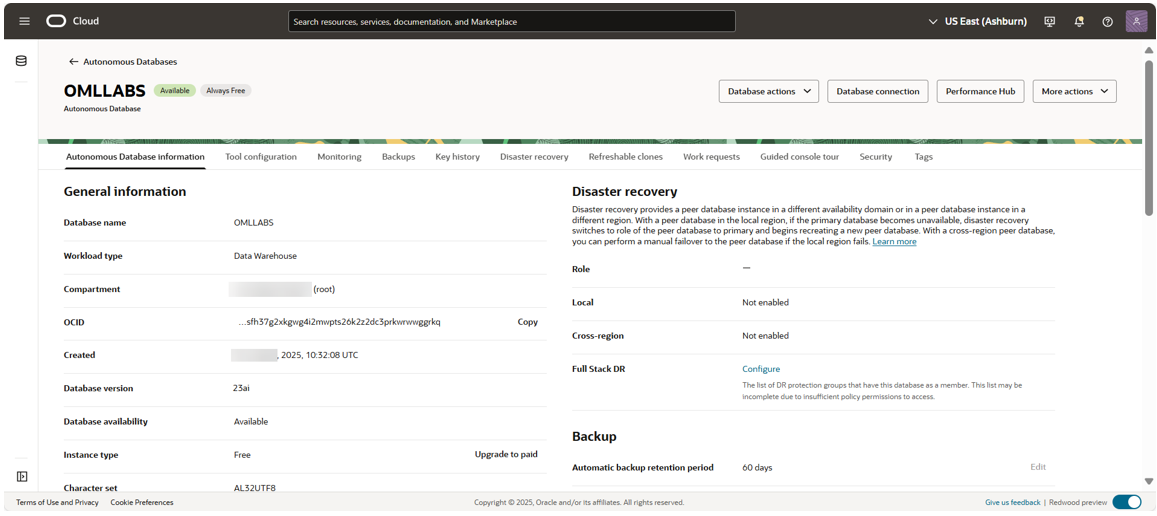 Cloud
Search resources, services, documentation, and Marketplace
US East (Ashburn)
Autonomous Databases
OMLLABS Available Always Free
Autonomous Database
Database actions Database connection Performance Hub More actions
Autonomous Database information Tool configuration Monitoring Backups Key history Disaster recovery Refreshable clones Work requests Guided console tour Security Tags
General information
Database name OMLLABS
Workload type Data Warehouse
Compartment (root)
OCID ...sfh37g2xkgwg4i2mwpts26k2z2dc3prkwrwwggrkq Copy
Created , 2025, 10:32:08 UTC
Database version 23ai
Database availability Available
Instance type Free Upgrade to paid
Character set AL32UTF8
Disaster recovery
Disaster recovery provides a peer database instance in a different availability domain or in a peer database instance in a
different region. With a peer database in the local region, if the primary database becomes unavailable, disaster recovery
switches to role of the peer database to primary and begins recreating a new peer database. With a cross-region peer database,
you can perform a manual failover to the peer database if the local region fails. Learn more
Role —
Local Not enabled
Cross-region Not enabled
Full Stack DR Configure
The list of DR protection groups that have this database as a member. This list may be
incomplete due to insufficient policy permissions to access.
Backup
Automatic backup retention period 60 days Edit
Terms of Use and Privacy Cookie Preferences Copyright © 2025, Oracle and/or its affiliates. All rights reserved. Give us feedback | Redwood preview